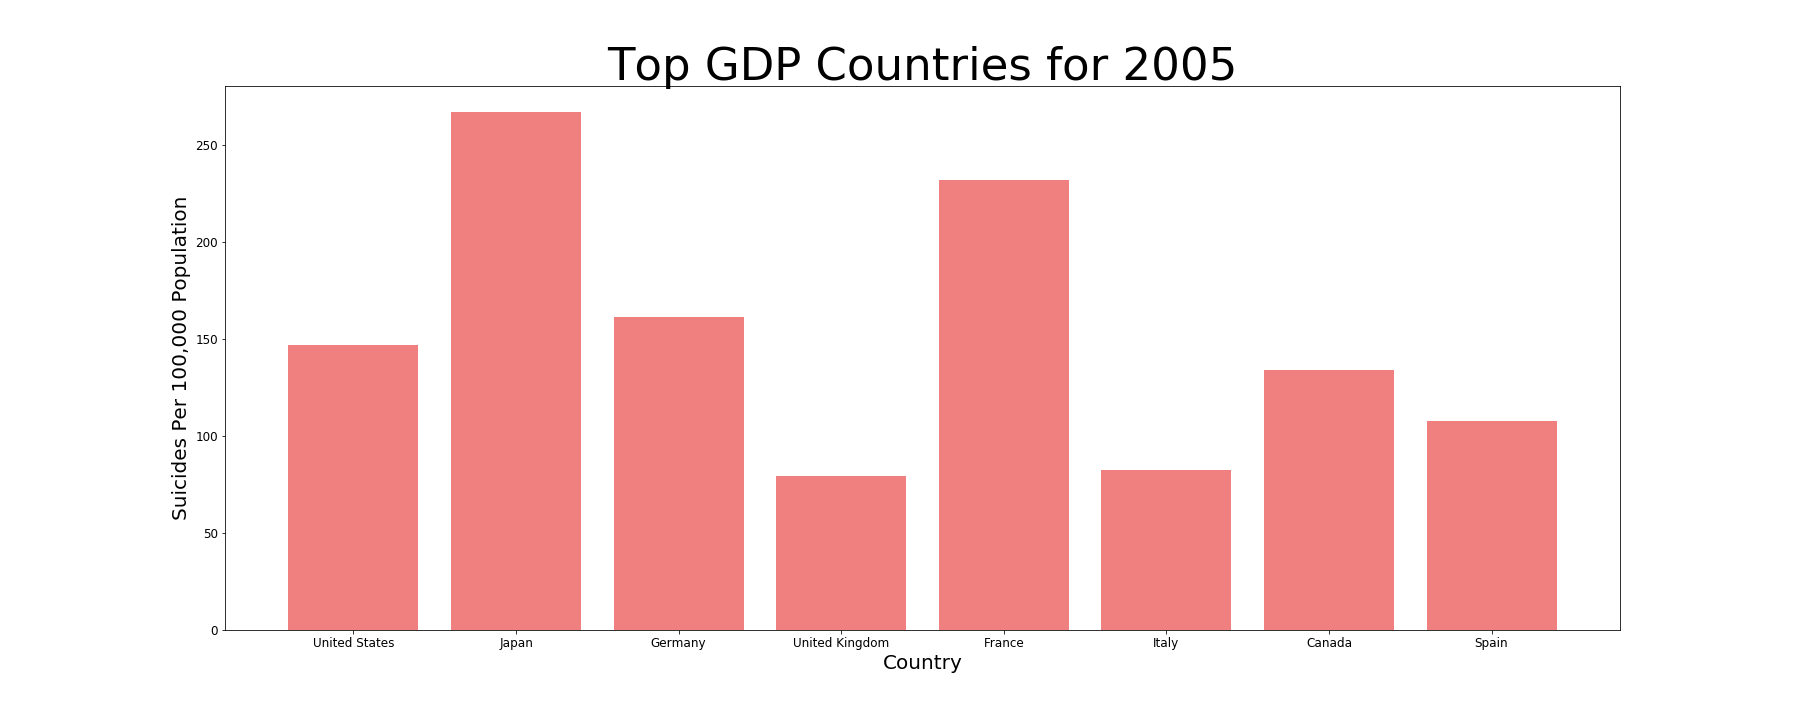 Top GDP Countries for 2005
Suicides Per 100,000 Population
250
200
150
100
50
0
United States Japan Germany United Kingdom France Italy Canada Spain
Country